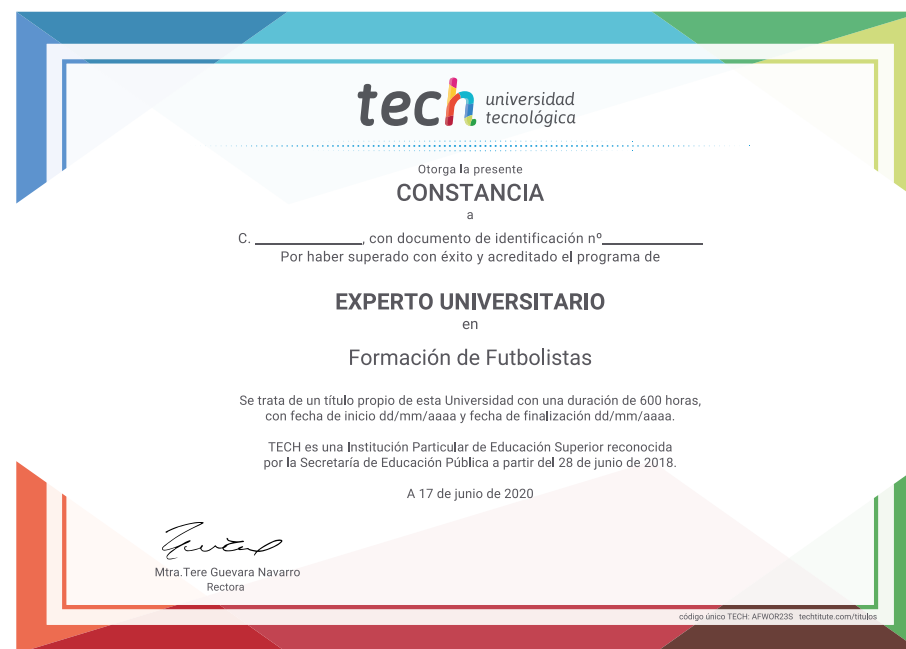 tech universidad
tecnológica
Otorga la presente
CONSTANCIA
a
C. ____________, con documento de identificación nº____________
Por haber superado con éxito y acreditado el programa de
EXPERTO UNIVERSITARIO
en
Formación de Futbolistas
Se trata de un título propio de esta Universidad con una duración de 600 horas,
con fecha de inicio dd/mm/aaaa y fecha de finalización dd/mm/aaaa.
TECH es una Institución Particular de Educación Superior reconocida
por la Secretaría de Educación Pública a partir del 28 de junio de 2018.
A 17 de junio de 2020
Mtra.Tere Guevara Navarro
Rectora
código único TECH: AFWOR23S techtitute.com/titulos